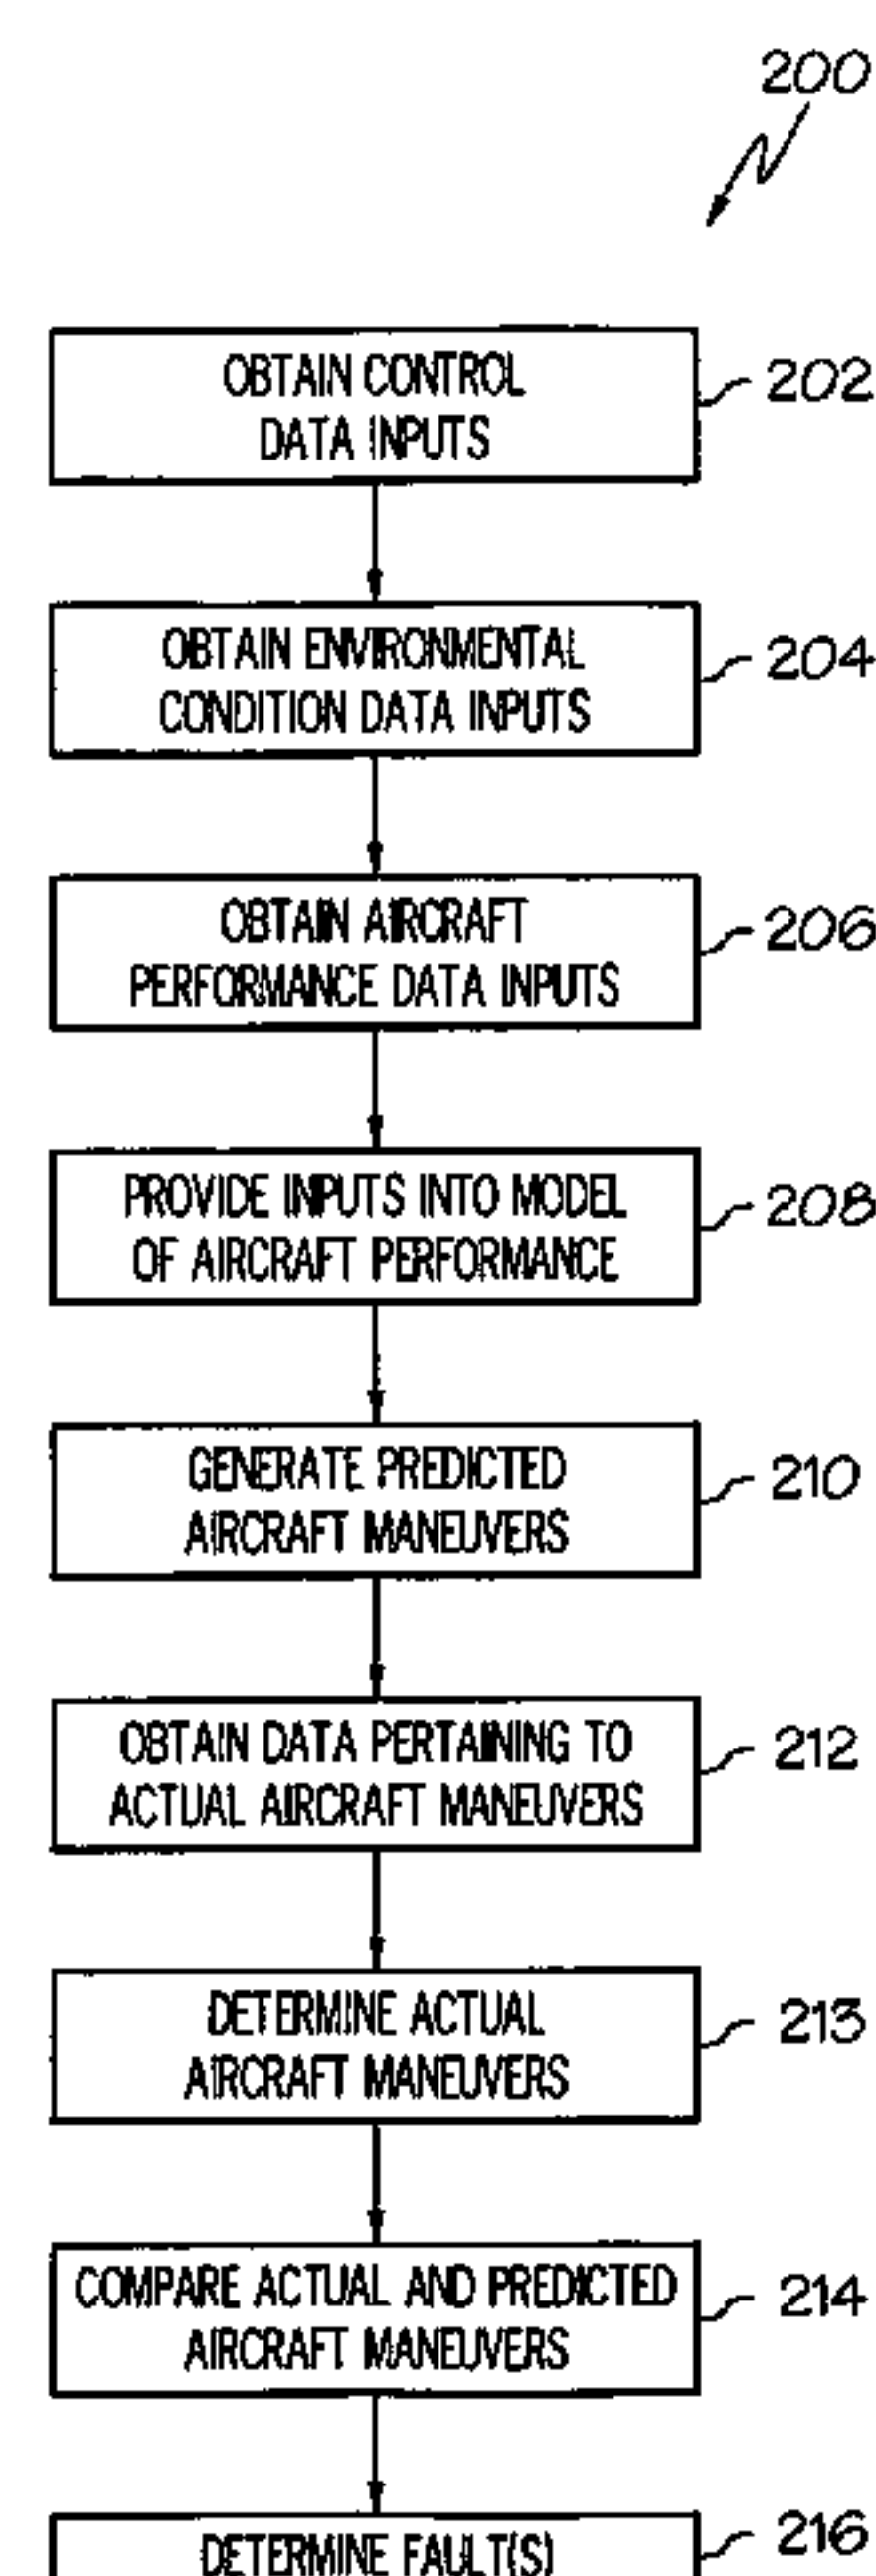 200
OBTAIN CONTROL
DATA INPUTS
202
OBTAIN ENVIRONMENTAL
CONDITION DATA INPUTS
204
OBTAIN AIRCRAFT
PERFORMANCE DATA INPUTS
206
PROVIDE INPUTS INTO MODEL
OF AIRCRAFT PERFORMANCE
208
GENERATE PREDICTED
AIRCRAFT MANEUVERS
210
OBTAIN DATA PERTAINING TO
ACTUAL AIRCRAFT MANEUVERS
212
DETERMINE ACTUAL
AIRCRAFT MANEUVERS
213
COMPARE ACTUAL AND PREDICTED
AIRCRAFT MANEUVERS
214
DETERMINE FAULT(S)
216